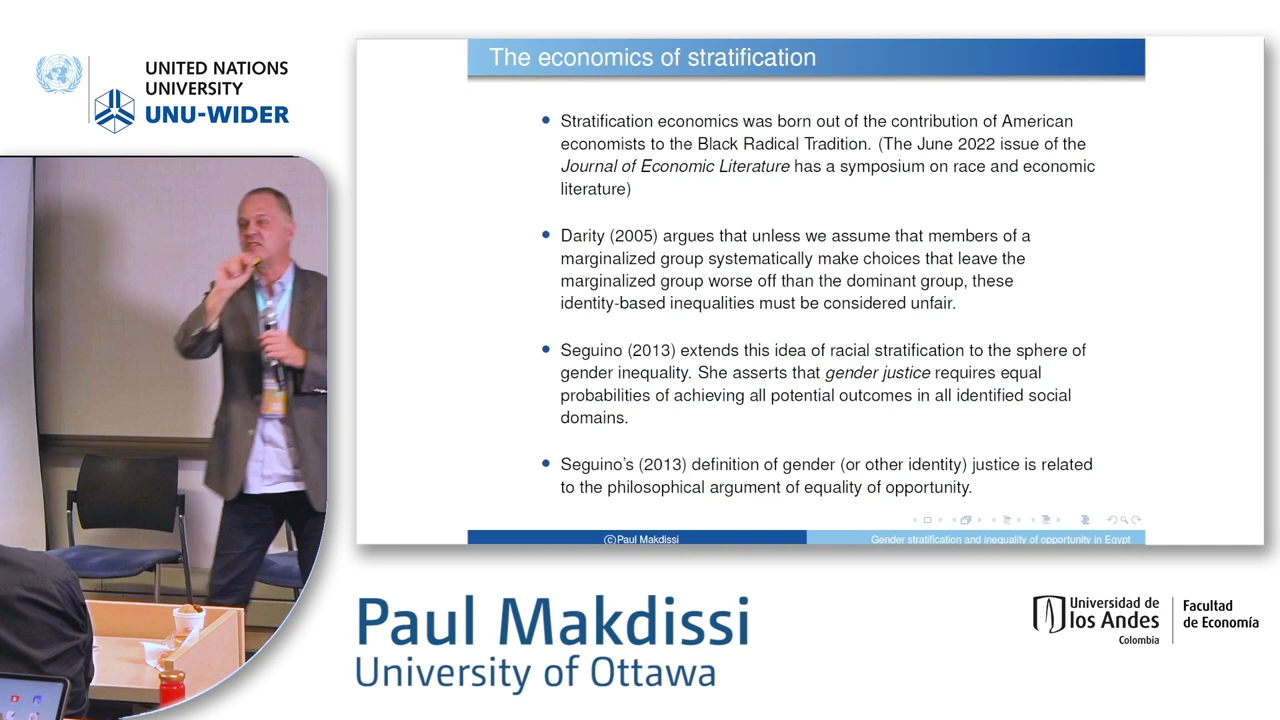 UNITED NATIONS
UNIVERSITY
UNU-WIDER
The economics of stratification
Stratification economics was born out of the contribution of American
economists to the Black Radical Tradition. (The June 2022 issue of the
Journal of Economic Literature has a symposium on race and economic
literature)
Darity (2005) argues that unless we assume that members of a
marginalized group systematically make choices that leave the
marginalized group worse off than the dominant group, these
identity-based inequalities must be considered unfair.
Seguino (2013) extends this idea of racial stratification to the sphere of
gender inequality. She asserts that gender justice requires equal
probabilities of achieving all potential outcomes in all identified social
domains.
Seguino's (2013) definition of gender (or other identity) justice is related
to the philosophical argument of equality of opportunity.
©Paul Makdissi
Gender stratification and inequality of opportunity in Egypt
Paul Makdissi
University of Ottawa
Universidad de
los Andes
Colombia
Facultad
de Economía